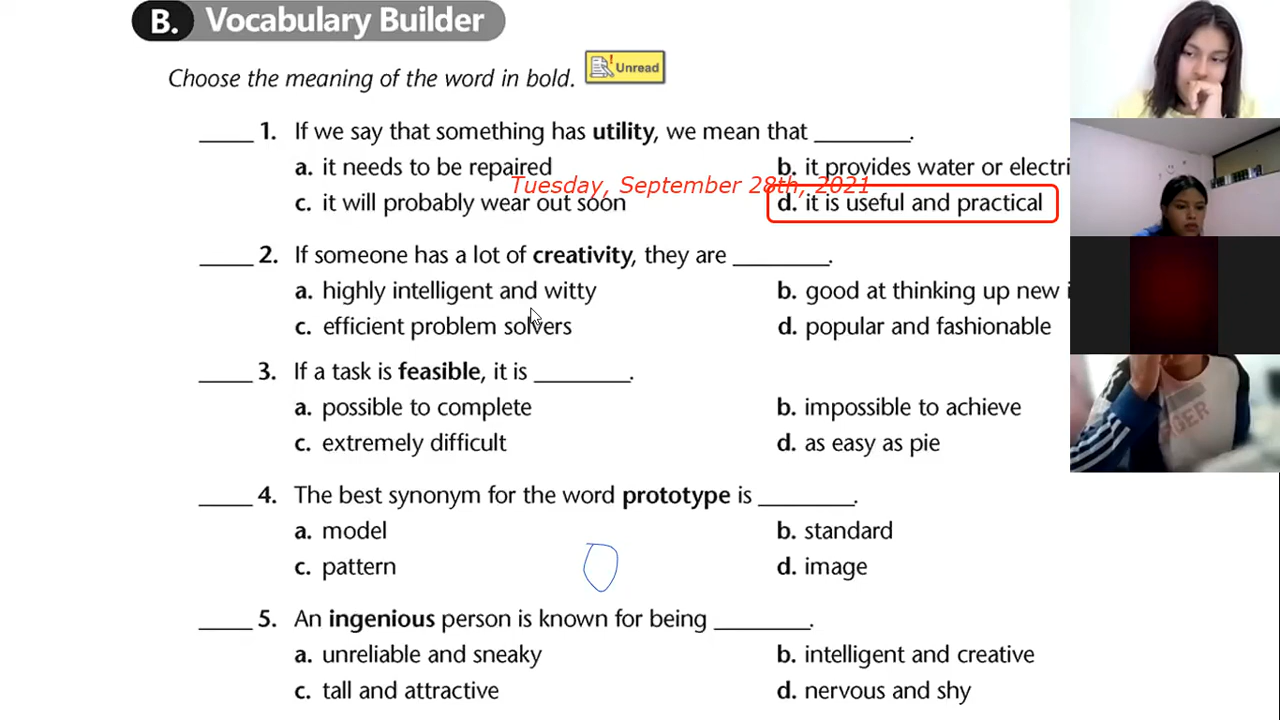 B. Vocabulary Builder
Choose the meaning of the word in bold. Unread
_____ 1. If we say that something has utility, we mean that ________.
a. it needs to be repaired b. it provides water or
Tuesday, September 28th, 2021
c. it will probably wear out soon d. it is useful and practical
_____ 2. If someone has a lot of creativity, they are ________.
a. highly intelligent and witty b. good at thinking up new
c. efficient problem solvers d. popular and fashionable
_____ 3. If a task is feasible, it is ________.
a. possible to complete b. impossible to achieve
c. extremely difficult d. as easy as pie
_____ 4. The best synonym for the word prototype is ________.
a. model b. standard
c. pattern d. image
_____ 5. An ingenious person is known for being ________.
a. unreliable and sneaky b. intelligent and creative
c. tall and attractive d. nervous and shy